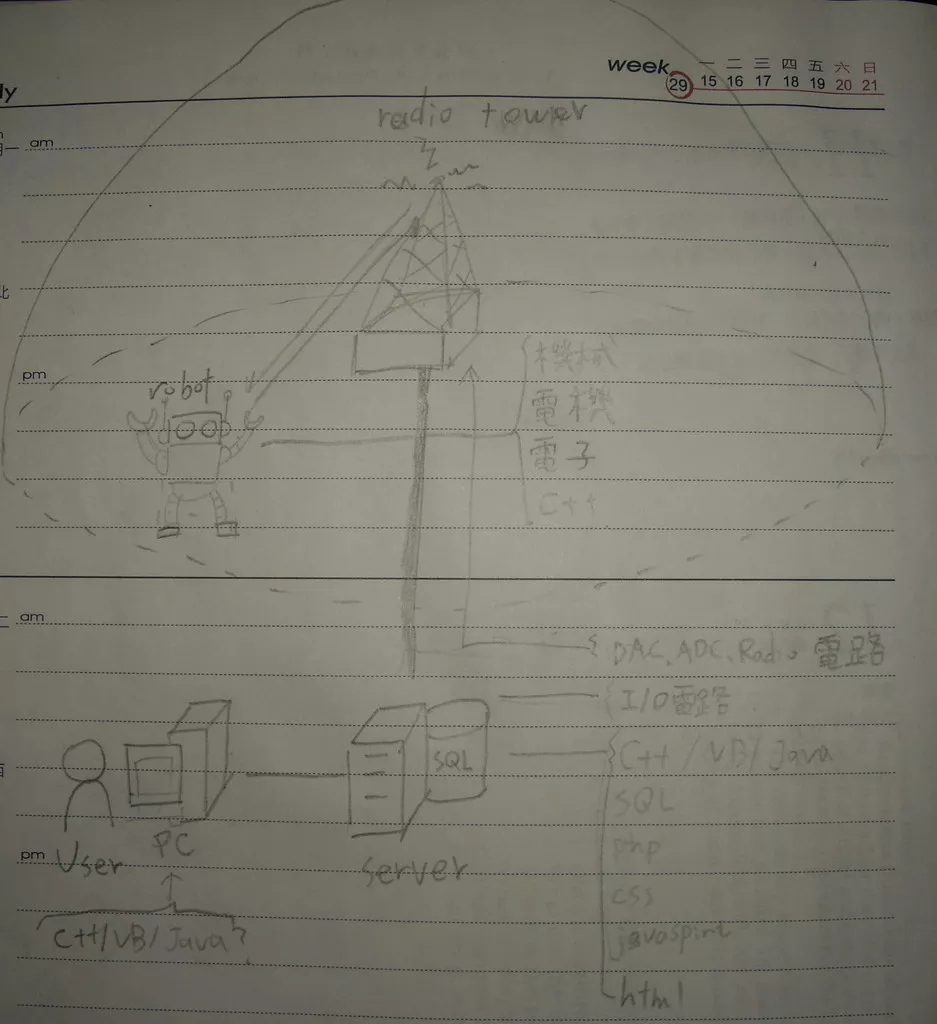 week 29 一 二 三 四 五 六 日
15 16 17 18 19 20 21
ly
radio tower
am
pm
robot
機械
電機
電子
C++
am
DAC、ADC、Radio 電路
I/O電路
C++ / VB / Java
SQL
SQL
php
css
javasprint
html
pm
User
PC
server
C++/VB/Java?